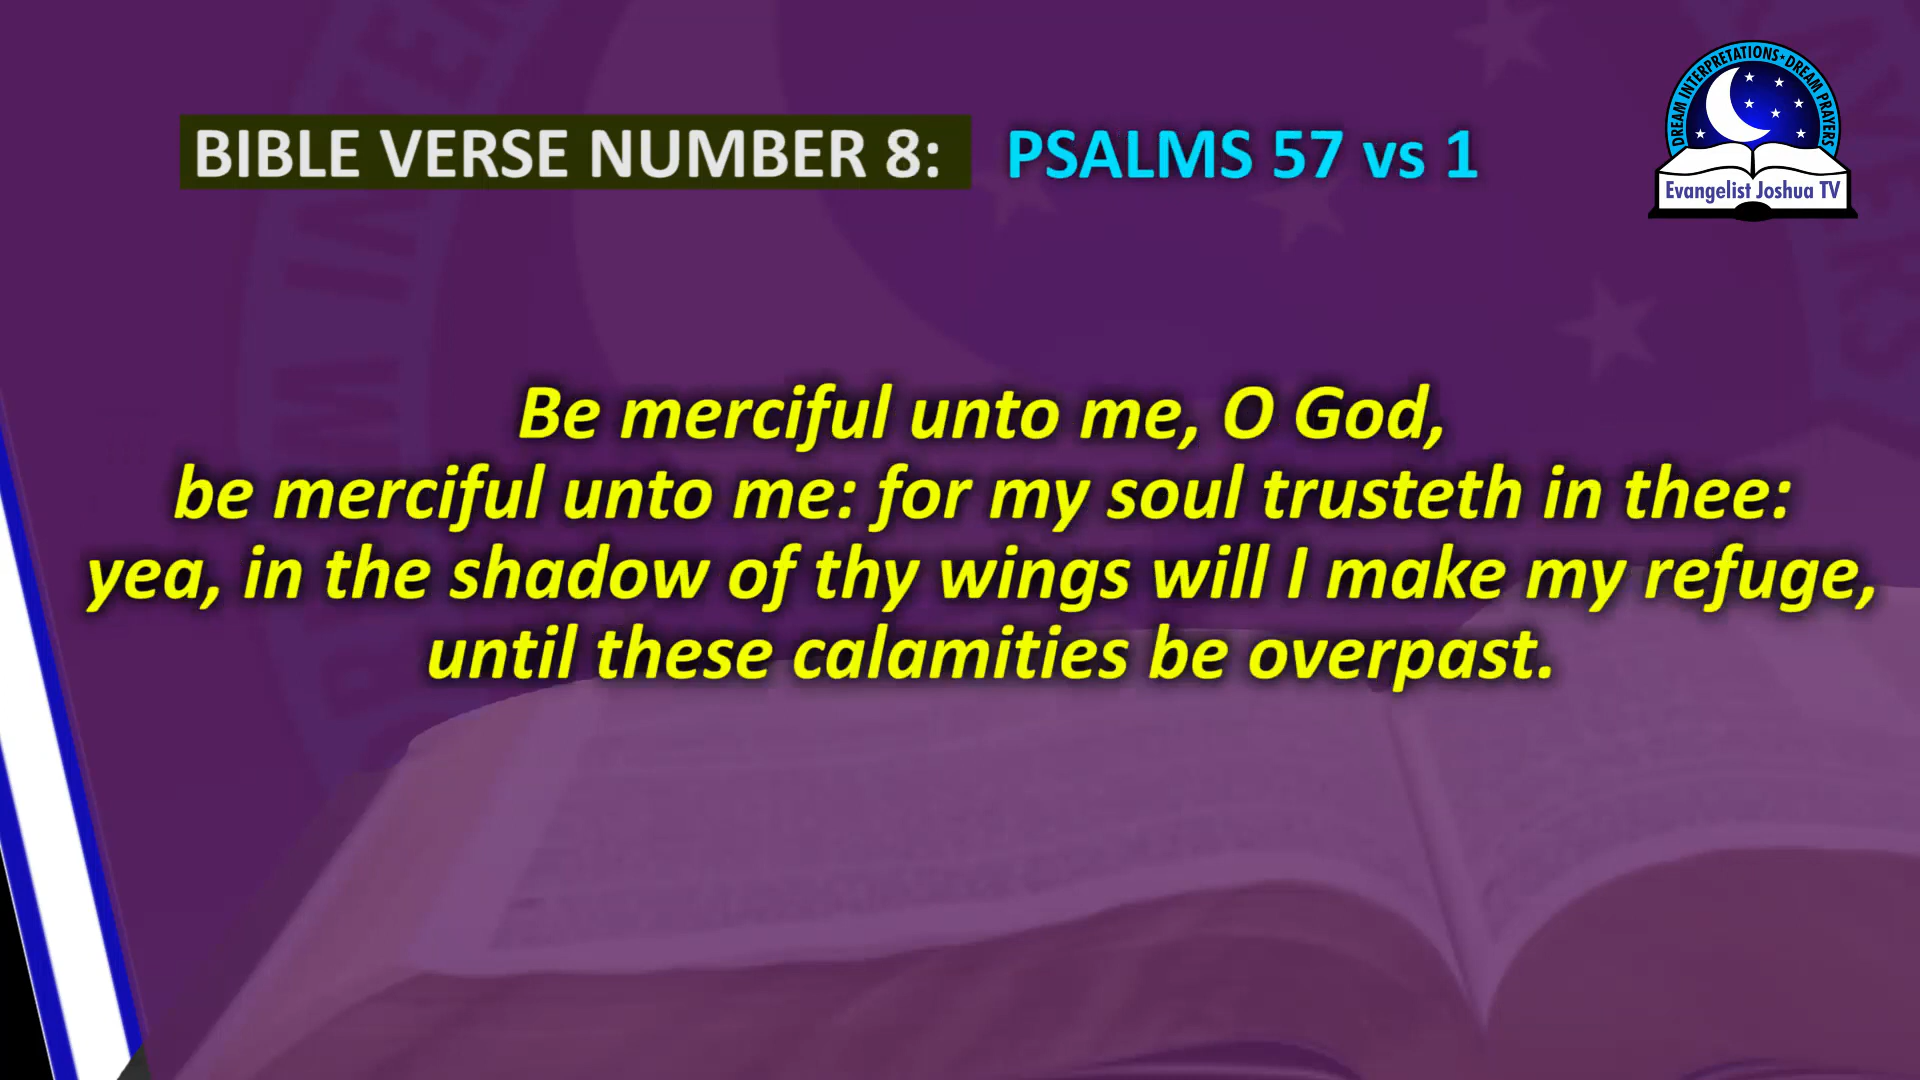 BIBLE VERSE NUMBER 8: PSALMS 57 vs 1
DREAM INTERPRETATIONS • DREAM PRAYERS
Evangelist Joshua TV
Be merciful unto me, O God,
be merciful unto me: for my soul trusteth in thee:
yea, in the shadow of thy wings will I make my refuge,
until these calamities be overpast.